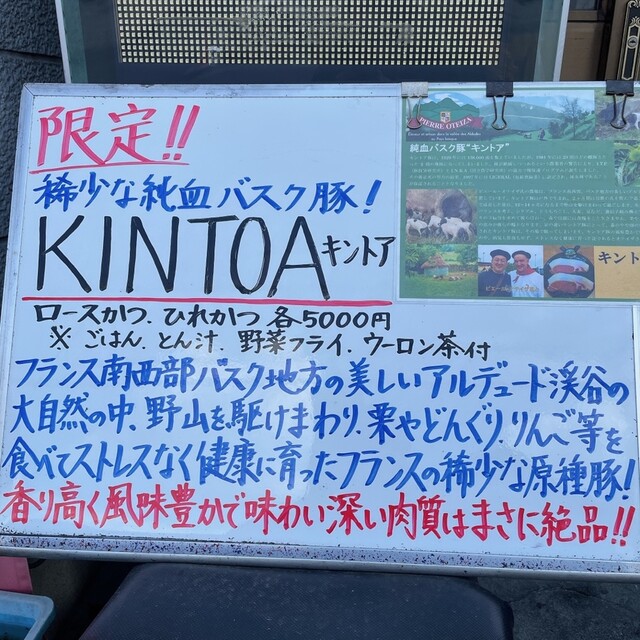 限定!!
稀少な純血バスク豚!
KINTOA キントア
ロースかつ、ひれかつ 各5000円
※ ごはん、とん汁、野菜フライ、ウーロン茶付
フランス南西部バスク地方の美しいアルデュード渓谷の
大自然の中、野山を駆けまわり、栗やどんぐり、りんご等を
食べてストレスなく健康に育ったフランスの稀少な原種豚!
香り高く風味豊かで味わい深い肉質はまさに絶品!!
PIERRE OTEIZA
純血バスク豚"キントア"
キント